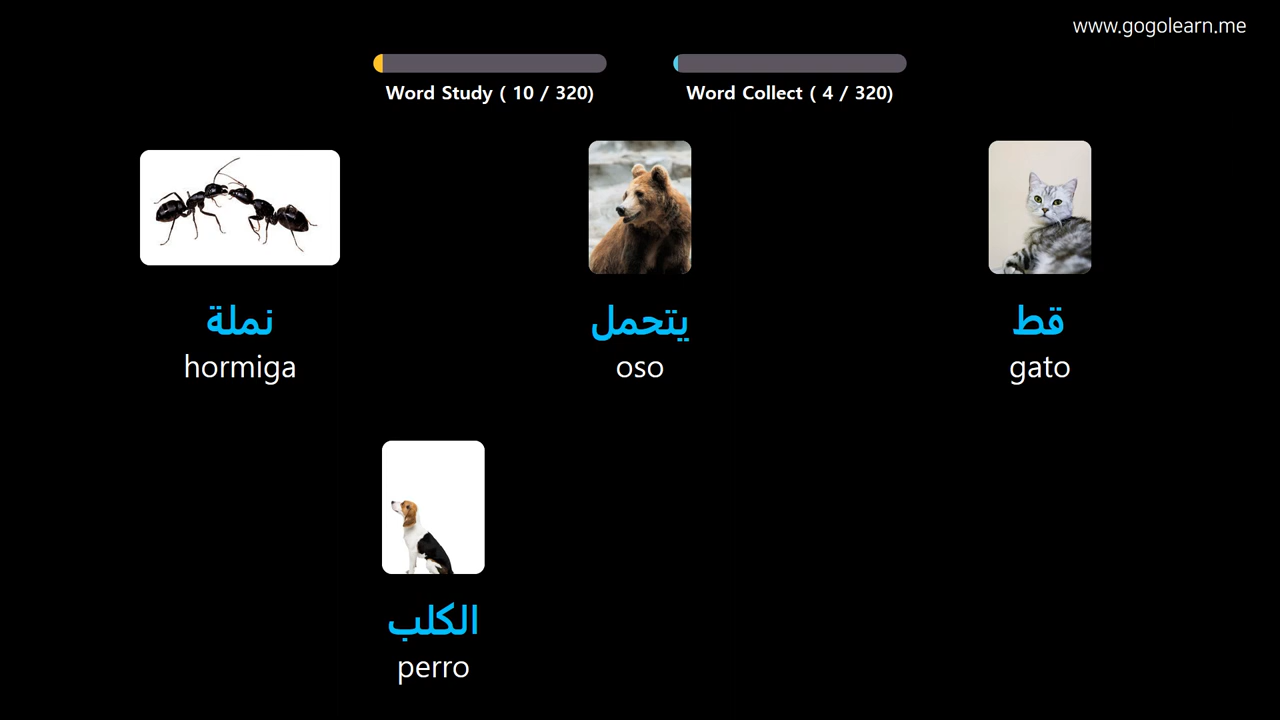 www.gogolearn.me
Word Study ( 10 / 320)
Word Collect ( 4 / 320)
نملة
hormiga
يتحمل
oso
قط
gato
الكلب
perro